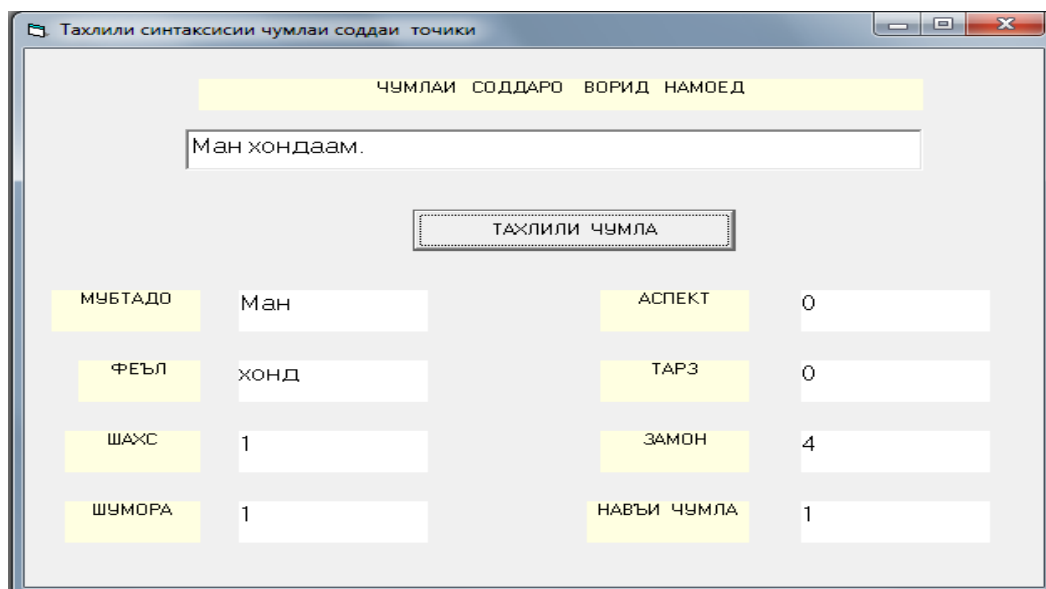 Тахлили синтаксисии чумлаи соддаи точики
ЧУМЛАИ СОДДАРО ВОРИД НАМОЕД
Ман хондаам.
ТАХЛИЛИ ЧУМЛА
МУБТАДО Ман АСПЕКТ 0
ФЕЪЛ хонд ТАРЗ 0
ШАХС 1 ЗАМОН 4
ШУМОРА 1 НАВЪИ ЧУМЛА 1